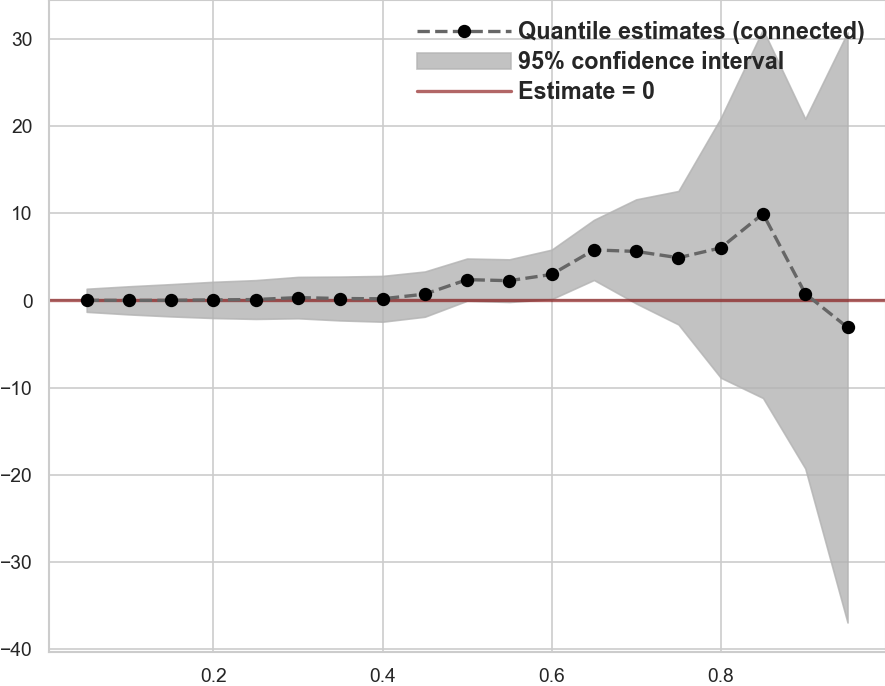 Quantile estimates (connected)
95% confidence interval
Estimate = 0
30
20
10
0
−10
−20
−30
−40
0.2 0.4 0.6 0.8